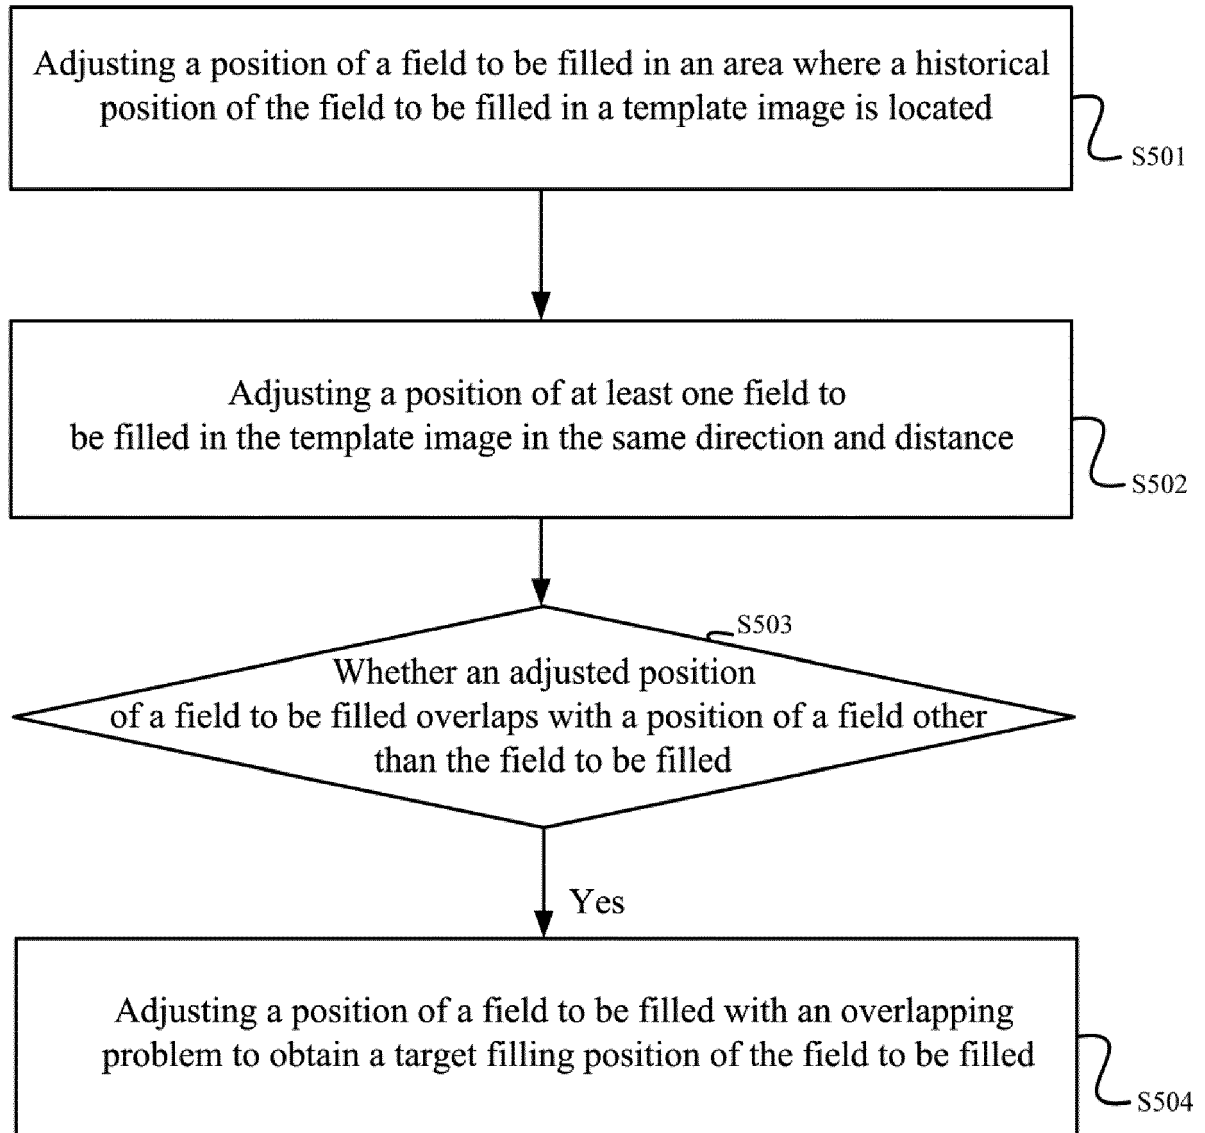 Adjusting a position of a field to be filled in an area where a historical
position of the field to be filled in a template image is located
S501
Adjusting a position of at least one field to
be filled in the template image in the same direction and distance
S502
S503
Whether an adjusted position
of a field to be filled overlaps with a position of a field other
than the field to be filled
Yes
Adjusting a position of a field to be filled with an overlapping
problem to obtain a target filling position of the field to be filled
S504